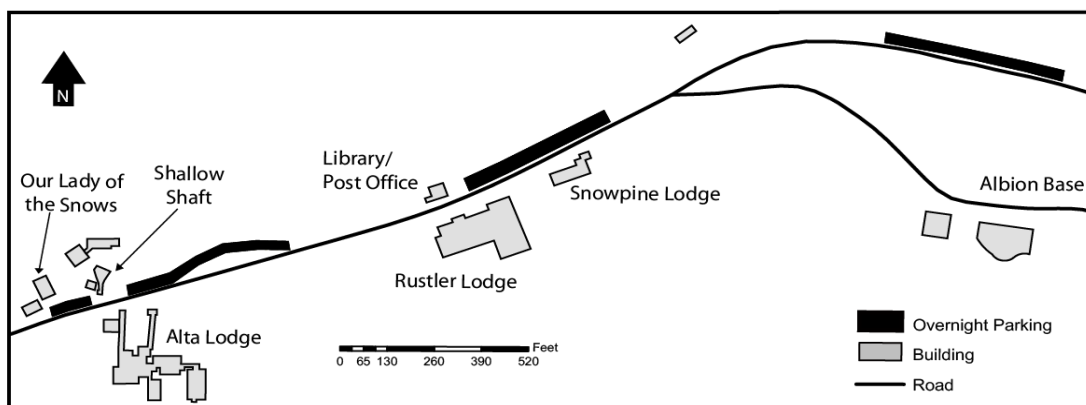 N
Our Lady of
the Snows
Shallow
Shaft
Library/
Post Office
Snowpine Lodge
Albion Base
Rustler Lodge
Alta Lodge
Feet
0 65 130 260 390 520
Overnight Parking
Building
Road